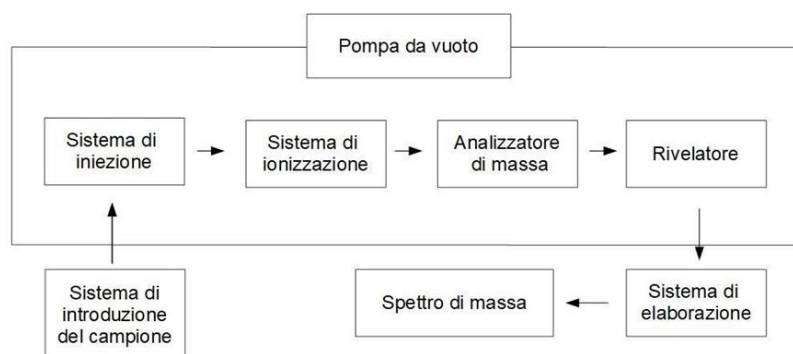 Pompa da vuoto
Sistema di
iniezione
Sistema di
ionizzazione
Analizzatore
di massa
Rivelatore
Sistema di
introduzione
del campione
Spettro di massa
Sistema di
elaborazione